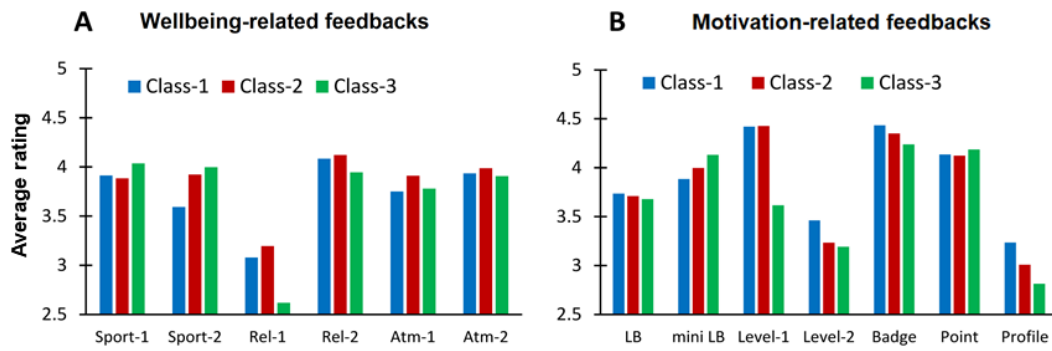 A Wellbeing-related feedbacks
Average rating
5
4.5
4
3.5
3
2.5
Class-1 Class-2 Class-3
Sport-1 Sport-2 Rel-1 Rel-2 Atm-1 Atm-2
B Motivation-related feedbacks
5
4.5
4
3.5
3
2.5
Class-1 Class-2 Class-3
LB mini LB Level-1 Level-2 Badge Point Profile